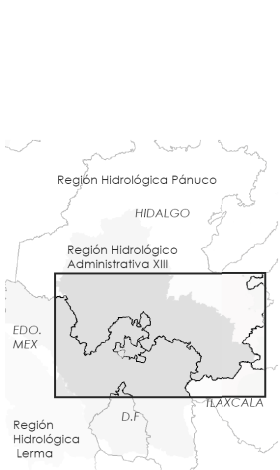 Región Hidrológica Pánuco
HIDALGO
Región Hidrológico
Administrativa XIII
EDO.
MEX
TLAXCALA
D.F
Región
Hidrológica
Lerma